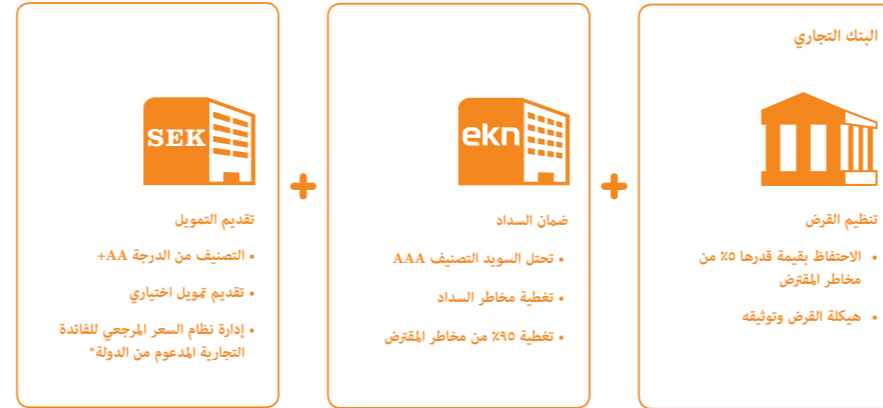 البنك التجاري
تنظيم القرض
• الاحتفاظ بقيمة قدرها ٥٪ من
مخاطر المقترض
• هيكلة القرض وتوثيقه
+
ekn
ضمان السداد
• تحتل السويد التصنيف AAA
• تغطية مخاطر السداد
• تغطية ٩٥٪ من مخاطر المقترض
+
SEK
تقديم التمويل
• التصنيف من الدرجة AA+
• تقديم تمويل اختياري
• إدارة نظام السعر المرجعي للفائدة
التجارية المدعوم من الدولة*